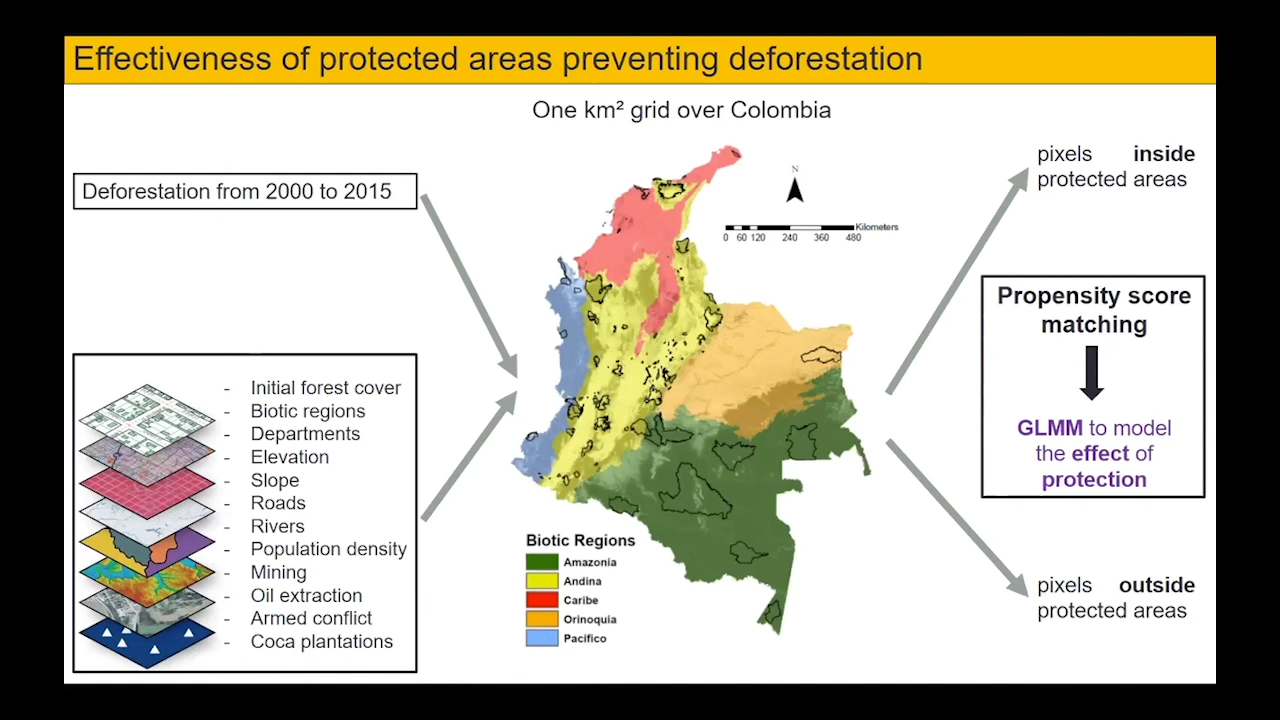 Effectiveness of protected areas preventing deforestation
One km² grid over Colombia
Deforestation from 2000 to 2015
- Initial forest cover
- Biotic regions
- Departments
- Elevation
- Slope
- Roads
- Rivers
- Population density
- Mining
- Oil extraction
- Armed conflict
- Coca plantations
N
Kilometers
0 60 120 240 360 480
Biotic Regions
Amazonia
Andina
Caribe
Orinoquia
Pacífico
pixels inside
protected areas
Propensity score
matching
GLMM to model
the effect of
protection
pixels outside
protected areas